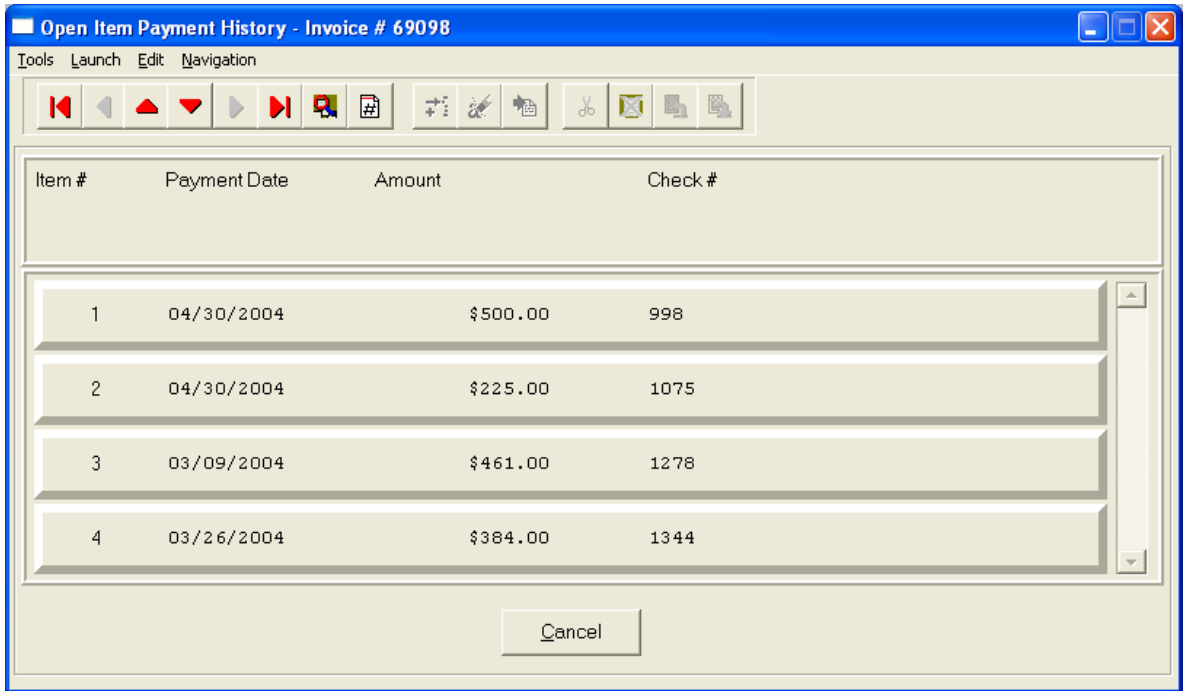 Open Item Payment History - Invoice # 69098
Tools Launch Edit Navigation
#
Item # Payment Date Amount Check #
1 04/30/2004 $500.00 998
2 04/30/2004 $225.00 1075
3 03/09/2004 $461.00 1278
4 03/26/2004 $384.00 1344
Cancel